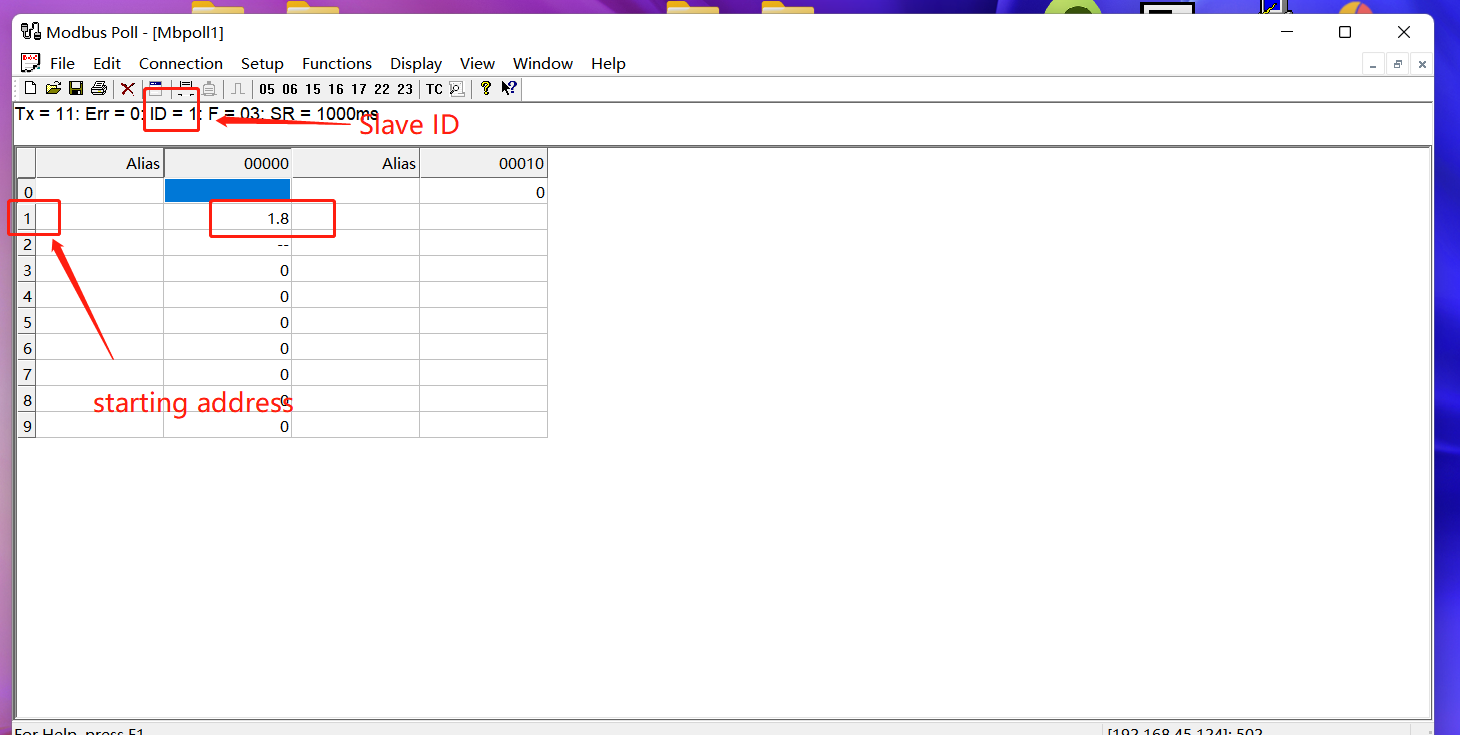 Modbus Poll - [Mbpoll1]
File Edit Connection Setup Functions Display View Window Help
05 06 15 16 17 22 23 TC
Tx = 11: Err = 0: ID = 1: F = 03: SR = 1000ms
Slave ID
Alias 00000 Alias 00010
0 0
1 1.8
2 --
3 0
4 0
5 0
6 0
7 0
8 0
starting address
9 0
For Help, press F1.
[192.168.45.124]: 502